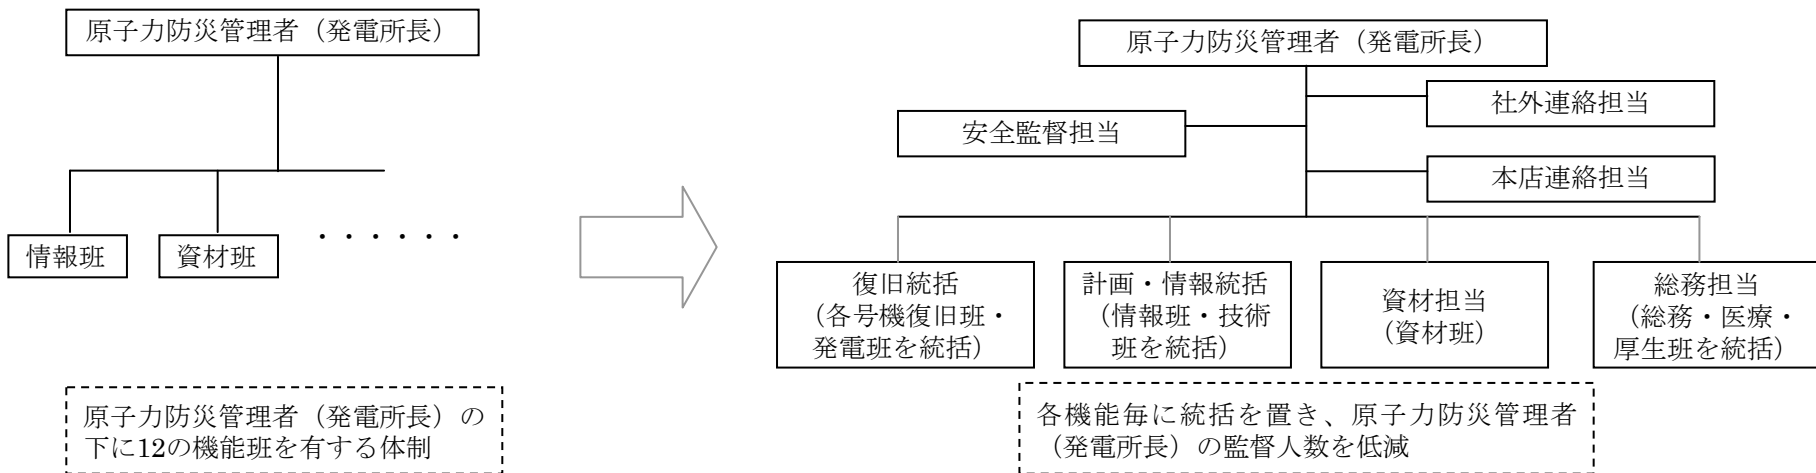 原子力防災管理者（発電所長）
情報班
資材班
・・・・・・
原子力防災管理者（発電所長）の
下に12の機能班を有する体制
原子力防災管理者（発電所長）
社外連絡担当
安全監督担当
本店連絡担当
復旧統括
（各号機復旧班・
発電班を統括）
計画・情報統括
（情報班・技術
班を統括）
資材担当
（資材班）
総務担当
（総務・医療・
厚生班を統括）
各機能毎に統括を置き、原子力防災管理者
（発電所長）の監督人数を低減